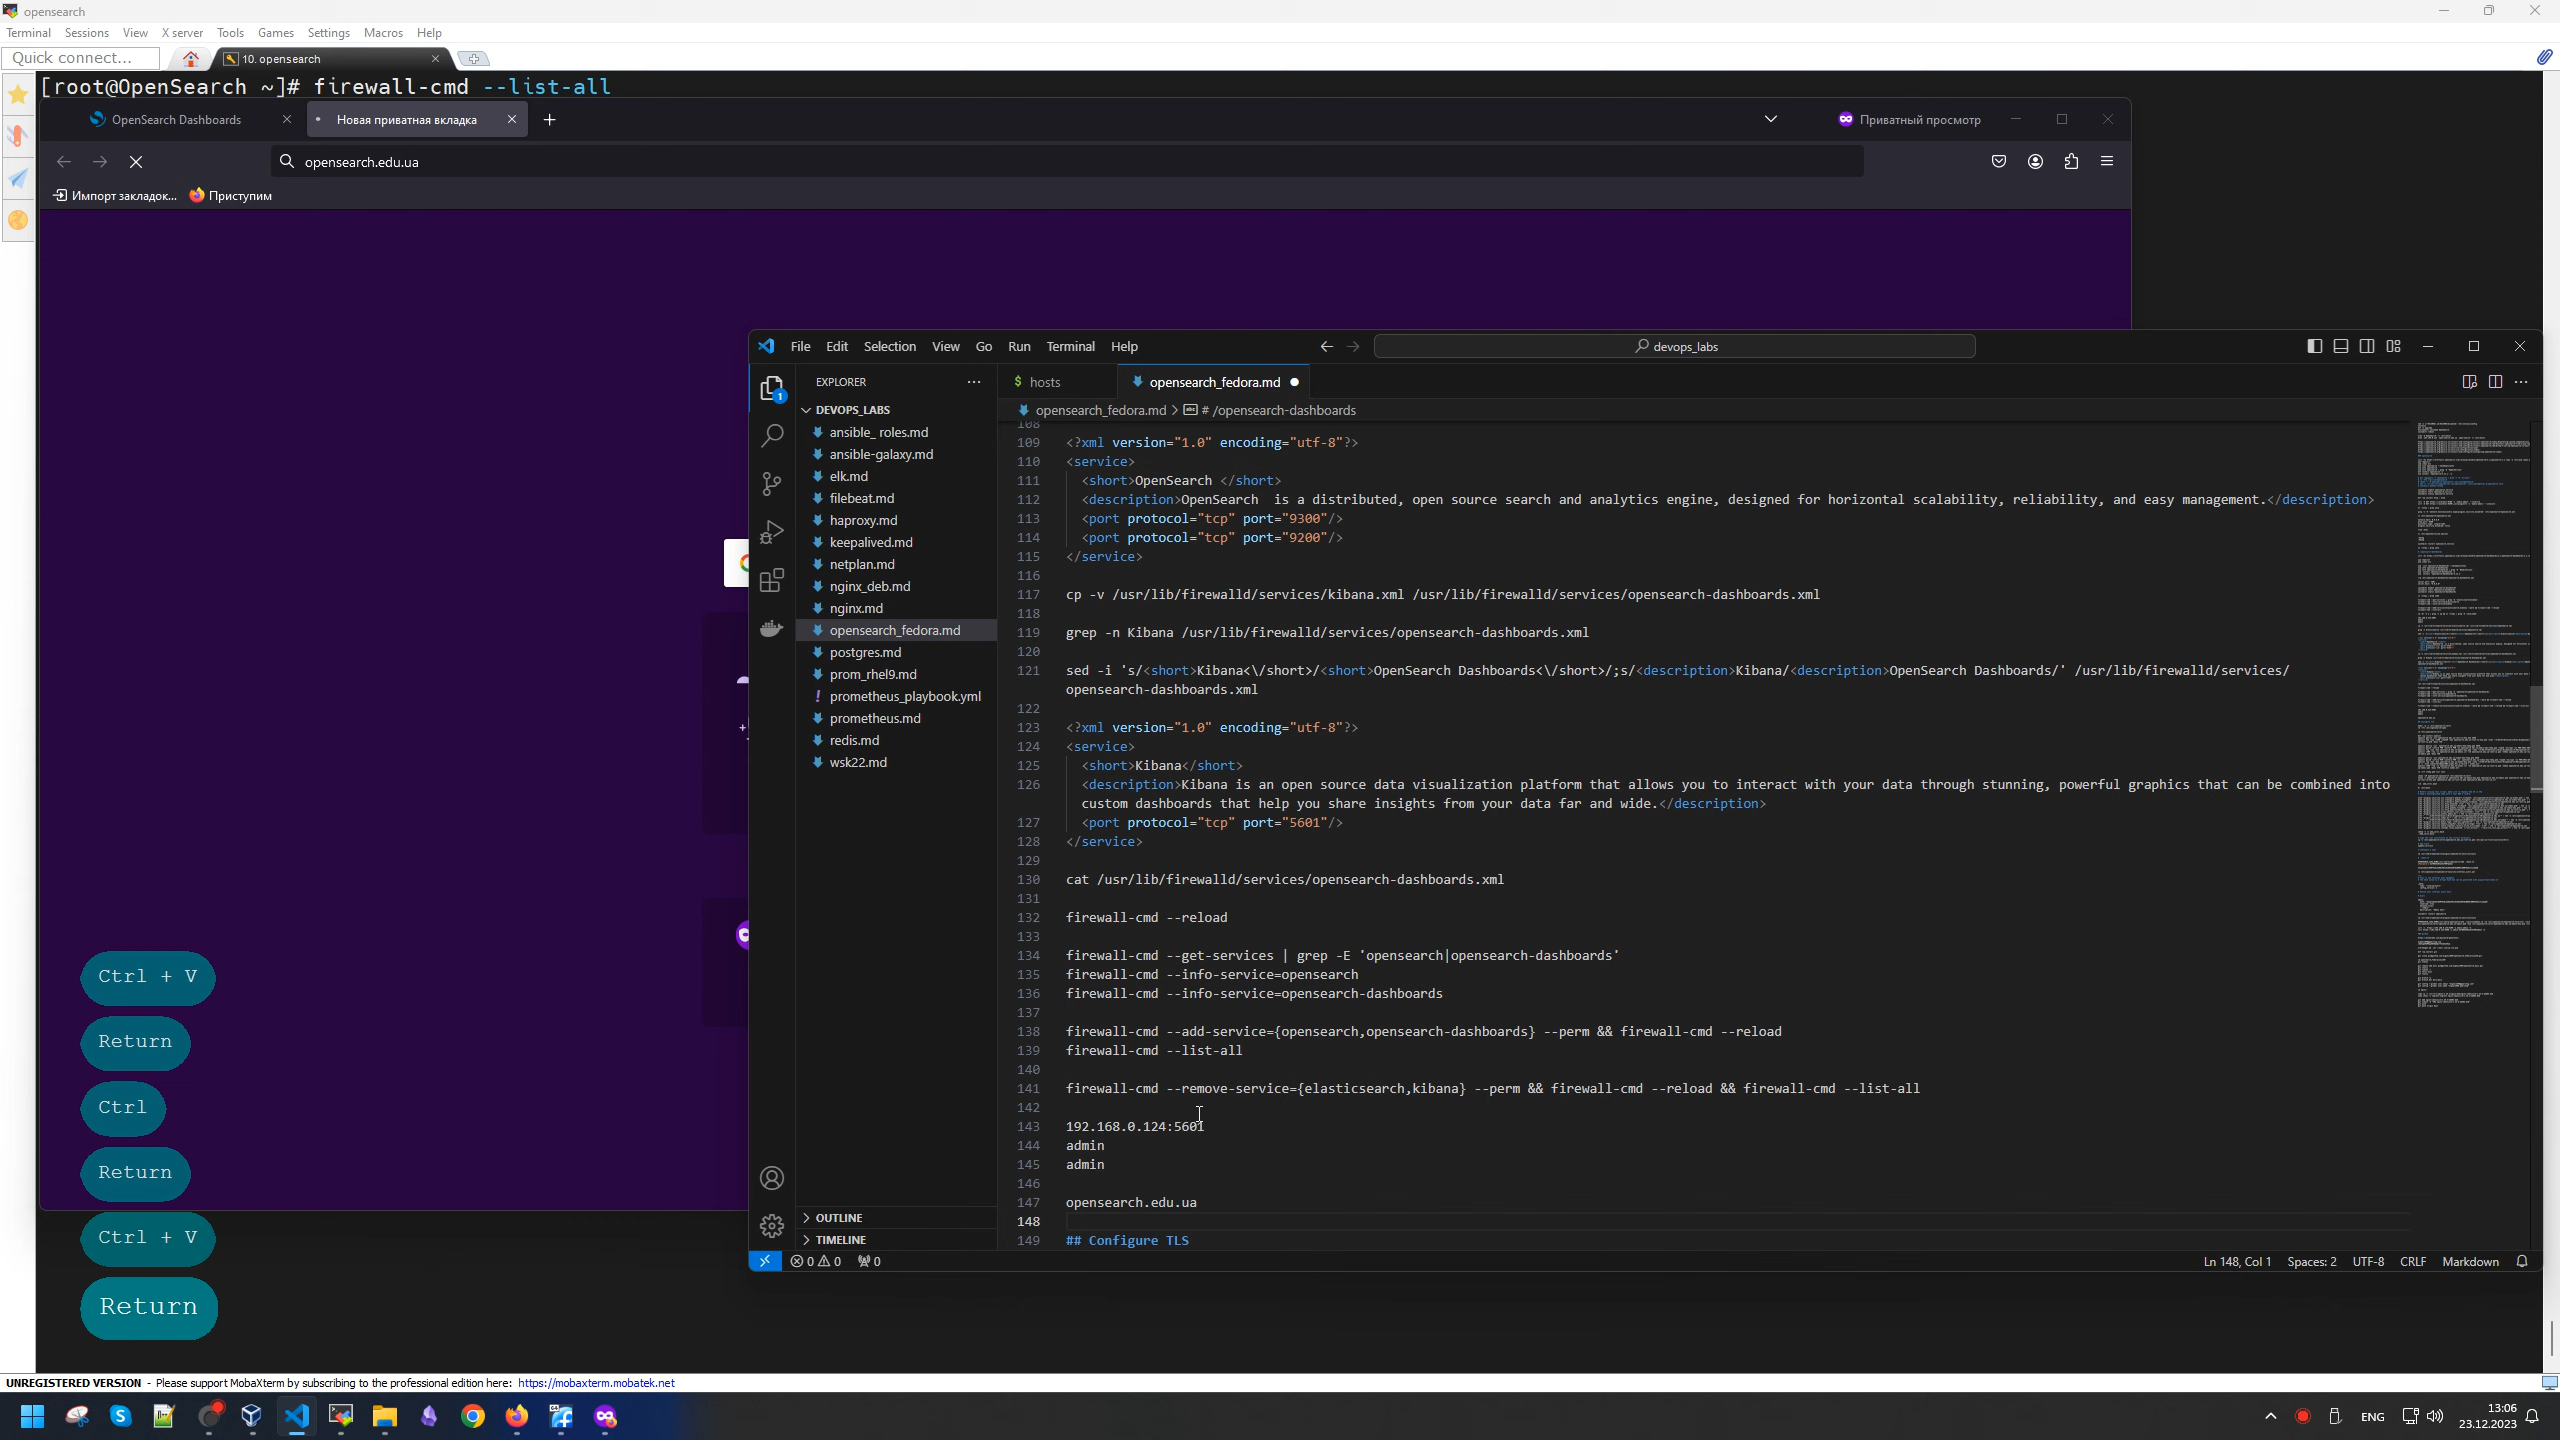 opensearch
Terminal Sessions View X server Tools Games Settings Macros Help
Quick connect...
10. opensearch
[root@OpenSearch ~]# firewall-cmd --list-all
OpenSearch Dashboards
Новая приватная вкладка
Приватный просмотр
opensearch.edu.ua
Импорт закладок...
Приступим
File Edit Selection View Go Run Terminal Help
devops_labs
EXPLORER
hosts
opensearch_fedora.md
DEVOPS_LABS
opensearch_fedora.md > # /opensearch-dashboards
1
ansible_ roles.md
ansible-galaxy.md
elk.md
filebeat.md
haproxy.md
keepalived.md
netplan.md
nginx_deb.md
nginx.md
opensearch_fedora.md
postgres.md
prom_rhel9.md
! prometheus_playbook.yml
prometheus.md
redis.md
wsk22.md
OUTLINE
TIMELINE
108
109 <?xml version="1.0" encoding="utf-8"?>
110 <service>
111 <short>OpenSearch </short>
112 <description>OpenSearch  is a distributed, open source search and analytics engine, designed for horizontal scalability, reliability, and easy management.</description>
113 <port protocol="tcp" port="9300"/>
114 <port protocol="tcp" port="9200"/>
115 </service>
116
117 cp -v /usr/lib/firewalld/services/kibana.xml /usr/lib/firewalld/services/opensearch-dashboards.xml
118
119 grep -n Kibana /usr/lib/firewalld/services/opensearch-dashboards.xml
120
121 sed -i 's/<short>Kibana<\/short>/<short>OpenSearch Dashboards<\/short>/;s/<description>Kibana/<description>OpenSearch Dashboards/' /usr/lib/firewalld/services/
opensearch-dashboards.xml
122
123 <?xml version="1.0" encoding="utf-8"?>
124 <service>
125 <short>Kibana</short>
126 <description>Kibana is an open source data visualization platform that allows you to interact with your data through stunning, powerful graphics that can be combined into
custom dashboards that help you share insights from your data far and wide.</description>
127 <port protocol="tcp" port="5601"/>
128 </service>
129
130 cat /usr/lib/firewalld/services/opensearch-dashboards.xml
131
132 firewall-cmd --reload
133
134 firewall-cmd --get-services | grep -E 'opensearch|opensearch-dashboards'
135 firewall-cmd --info-service=opensearch
136 firewall-cmd --info-service=opensearch-dashboards
137
138 firewall-cmd --add-service={opensearch,opensearch-dashboards} --perm && firewall-cmd --reload
139 firewall-cmd --list-all
140
141 firewall-cmd --remove-service={elasticsearch,kibana} --perm && firewall-cmd --reload && firewall-cmd --list-all
142
143 192.168.0.124:5601
144 admin
145 admin
146
147 opensearch.edu.ua
148
149 ## Configure TLS
0 0 0
Ln 148, Col 1 Spaces: 2 UTF-8 CRLF Markdown
Ctrl + V
Return
Ctrl
Return
Ctrl + V
Return
UNREGISTERED VERSION - Please support MobaXterm by subscribing to the professional edition here: https://mobaxterm.mobatek.net
ENG
13:06
23.12.2023